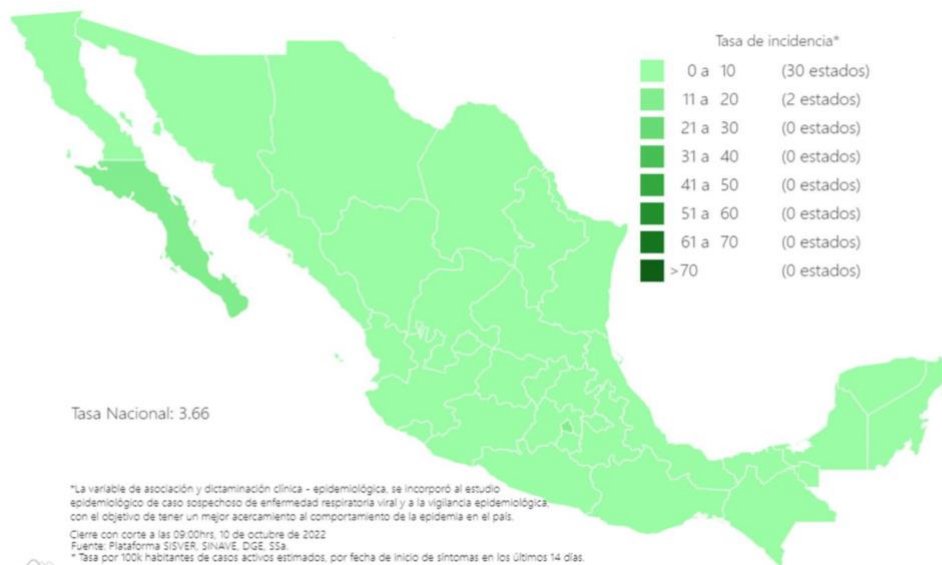 Tasa de incidencia*
0 a 10 (30 estados)
11 a 20 (2 estados)
21 a 30 (0 estados)
31 a 40 (0 estados)
41 a 50 (0 estados)
51 a 60 (0 estados)
61 a 70 (0 estados)
>70 (0 estados)
Tasa Nacional: 3.66
*La variable de asociación y dictaminación clínica - epidemiológica, se incorporó al estudio
epidemiológico de caso sospechoso de enfermedad respiratoria viral y a la vigilancia epidemiológica,
con el objetivo de tener un mejor acercamiento al comportamiento de la epidemia en el país.
Cierre con corte a las 09:00hrs, 10 de octubre de 2022
Fuente: Plataforma SISVER, SINAVE, DGE, SSa.
* Tasa por 100k habitantes de casos activos estimados, por fecha de inicio de síntomas en los últimos 14 días.